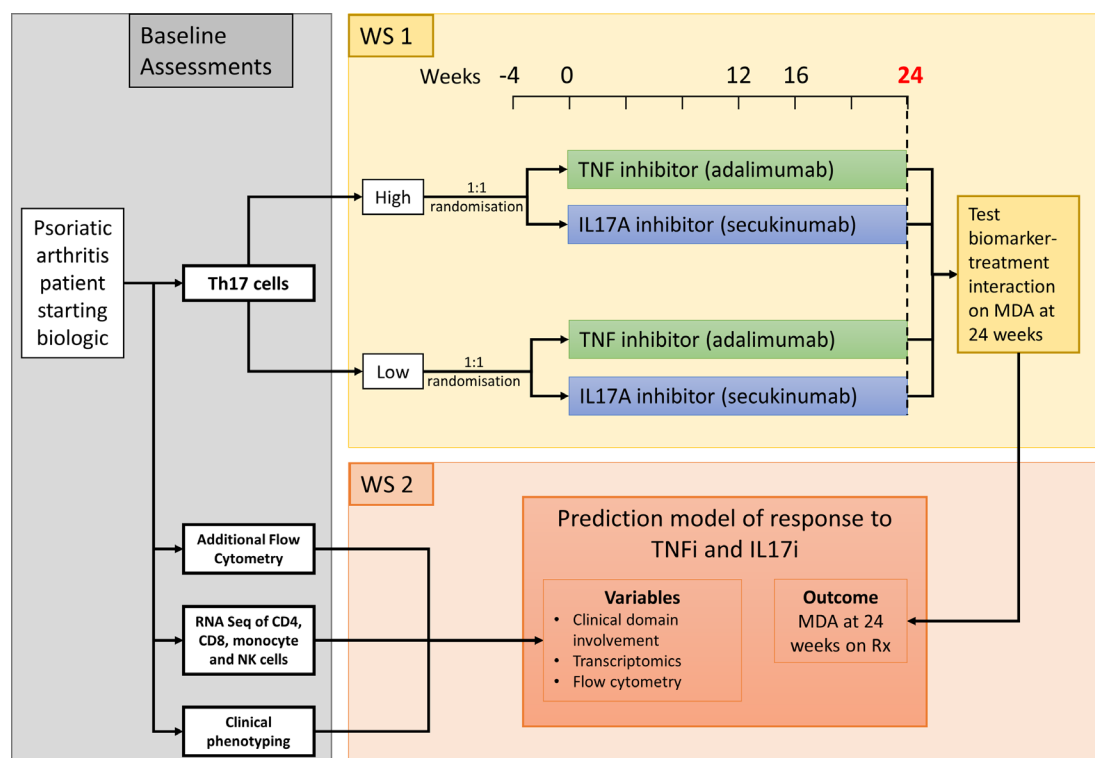 Baseline
Assessments
WS 1
Weeks -4 0 12 16 24
Psoriatic
arthritis
patient
starting
biologic
Th17 cells
High
1:1
randomisation
TNF inhibitor (adalimumab)
IL17A inhibitor (secukinumab)
Low
1:1
randomisation
TNF inhibitor (adalimumab)
IL17A inhibitor (secukinumab)
Test
biomarker-
treatment
interaction
on MDA at
24 weeks
WS 2
Additional Flow
Cytometry
RNA Seq of CD4,
CD8, monocyte
and NK cells
Clinical
phenotyping
Prediction model of response to
TNFi and IL17i
Variables
• Clinical domain
involvement
• Transcriptomics
• Flow cytometry
Outcome
MDA at 24
weeks on Rx